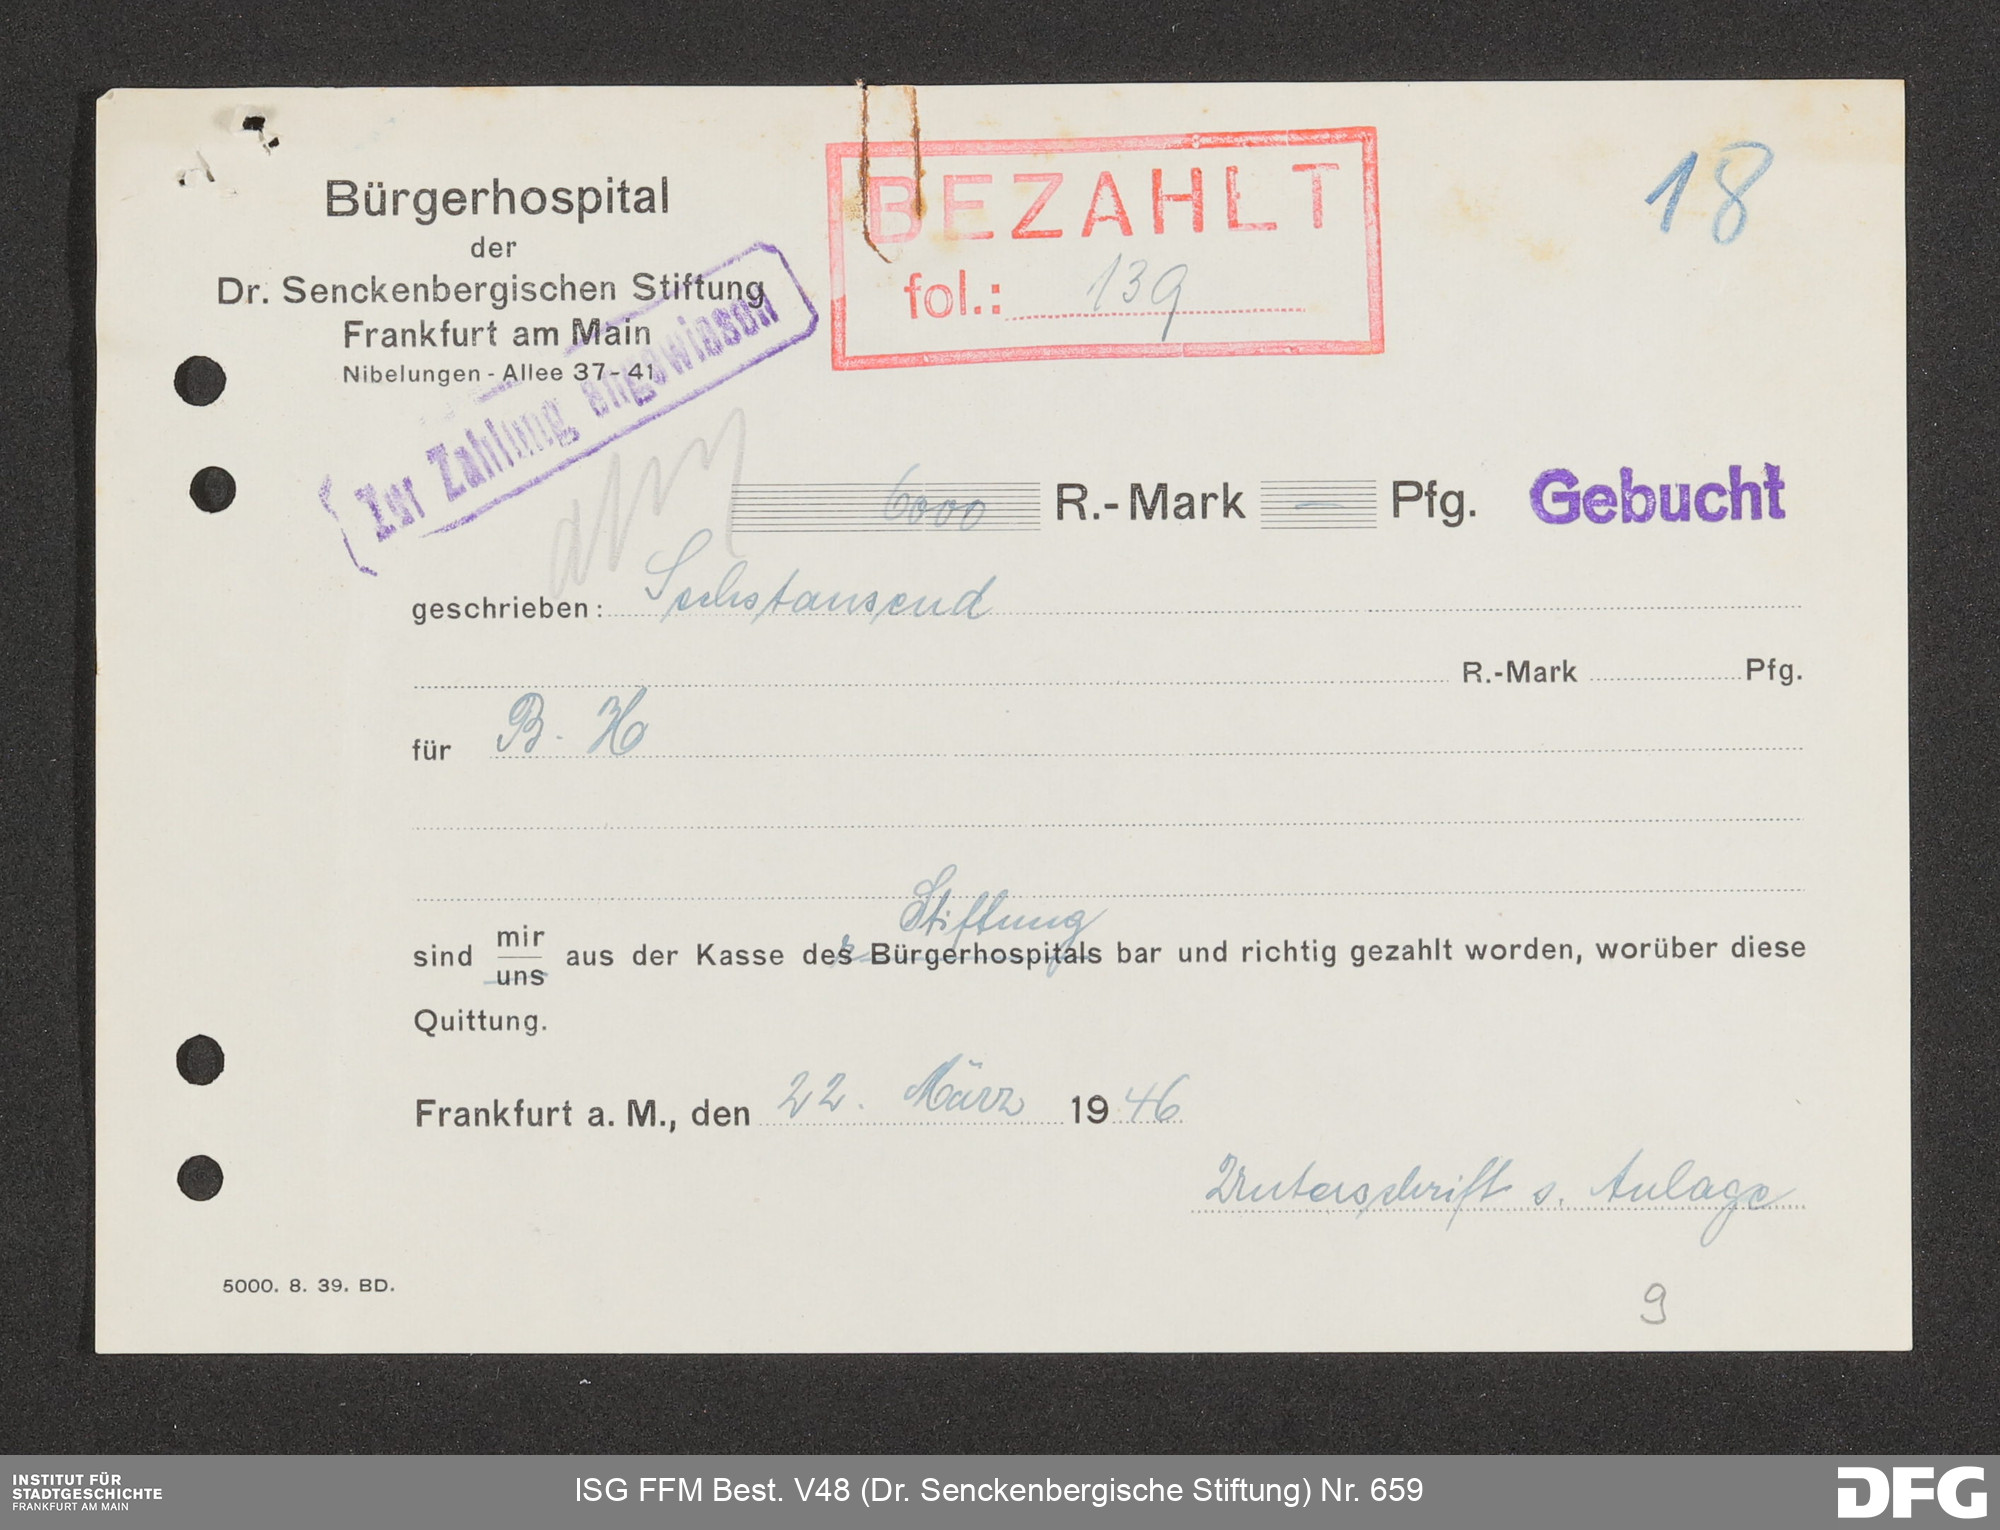 18
Bürgerhospital
der
Dr. Senckenbergischen Stiftung
Frankfurt am Main
Nibelungen - Allee 37-41
BEZAHLT
fol.: 139
Zur Zahlung angewiesen
6000 R.-Mark — Pfg. Gebucht
geschrieben: Sechstausend
R.-Mark Pfg.
für B. H
Stiftung
sind mir uns aus der Kasse des r Bürgerhospitals bar und richtig gezahlt worden, worüber diese
Quittung.
Frankfurt a. M., den 22. März 1946
Unterschrift s. Anlage
5000. 8. 39. BD.
9
INSTITUT FÜR
STADTGESCHICHTE
FRANKFURT AM MAIN
ISG FFM Best. V48 (Dr. Senckenbergische Stiftung) Nr. 659
DFG